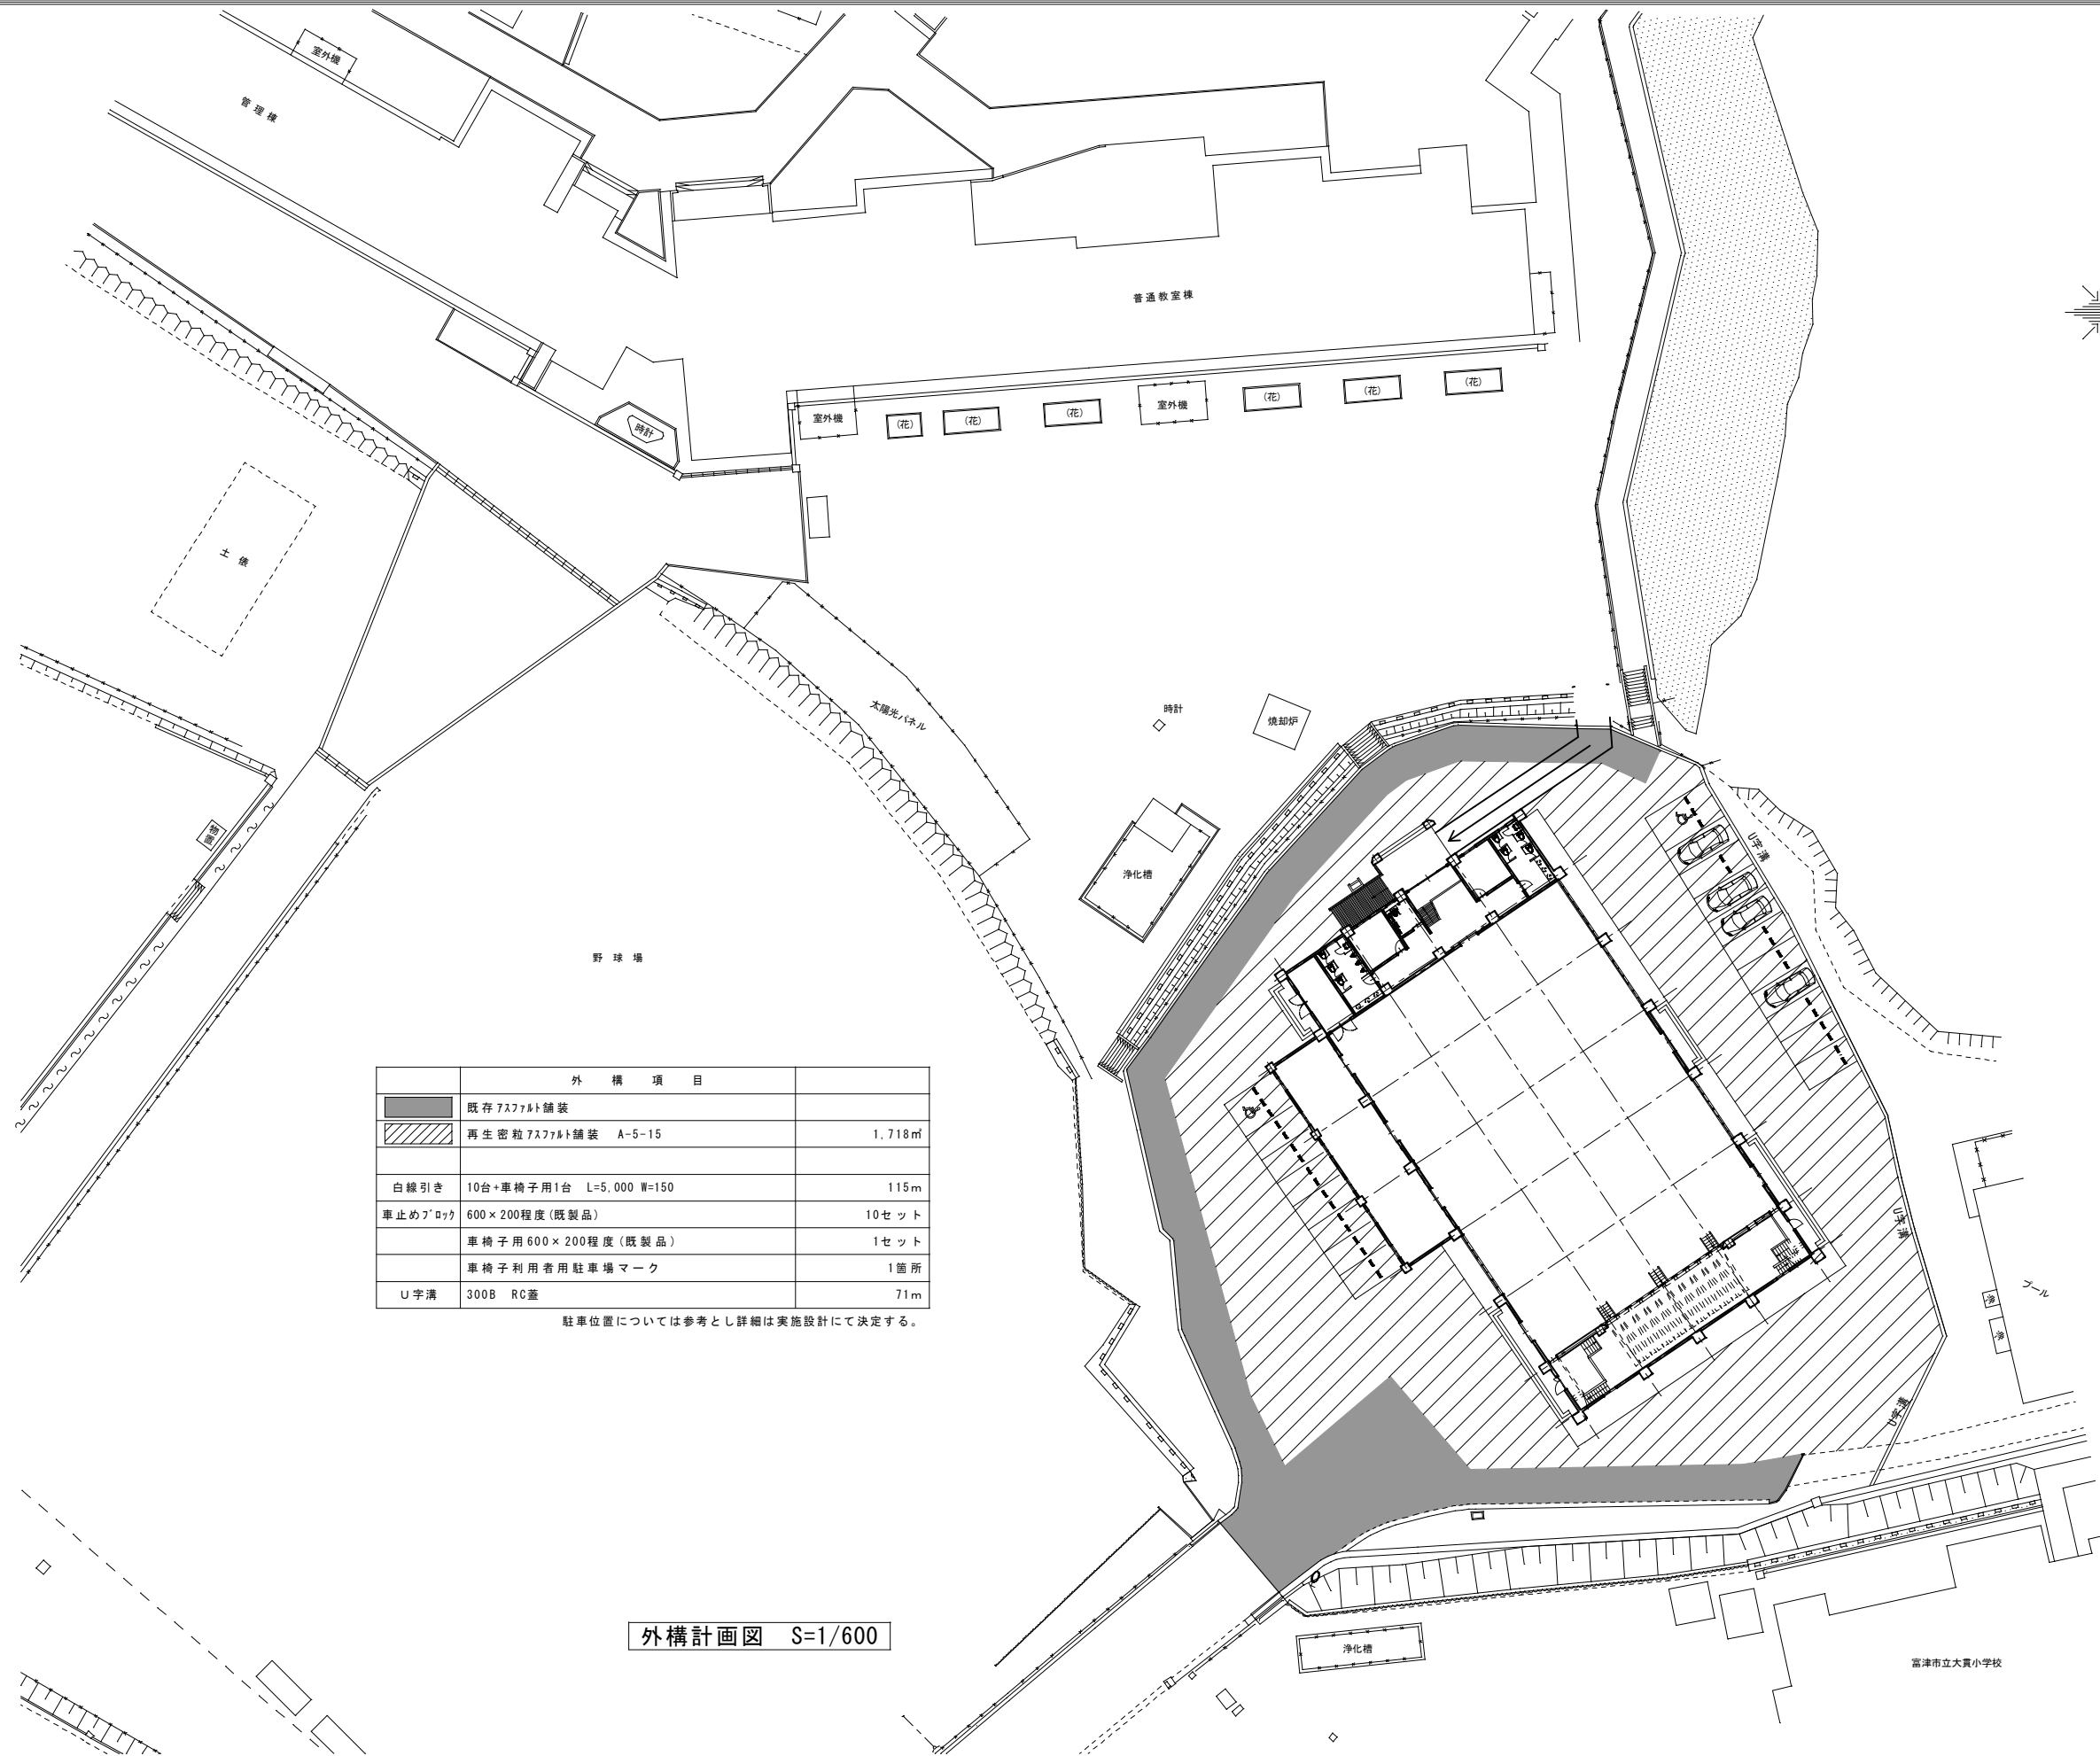 室外機
管理棟
普通教室棟
室外機
(花)
(花)
(花)
室外機
(花)
(花)
(花)
時計
土俵
太陽光パネル
時計
焼却炉
物置
浄化槽
U字溝
野球場
外構項目
既存アスファルト舗装
再生密粒アスファルト舗装 A-5-15 1,718㎡
白線引き 10台+車椅子用1台 L=5,000 W=150 115m
車止めブロック 600×200程度(既製品) 10セット
車椅子用600×200程度(既製品) 1セット
車椅子利用者用駐車場マーク 1箇所
U字溝 300B RC蓋 71m
駐車位置については参考とし詳細は実施設計にて決定する。
U字溝
プール
U字溝
外構計画図 S=1/600
浄化槽
富津市立大貫小学校